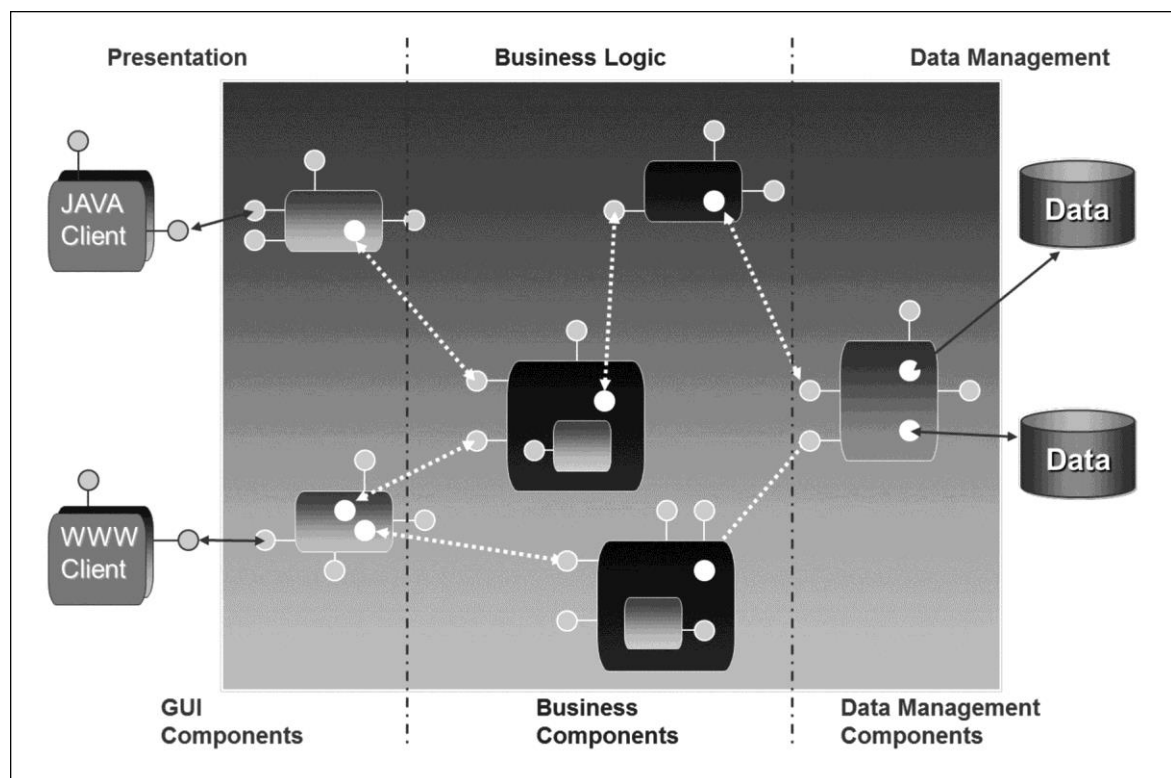 Presentation
Business Logic
Data Management
JAVA
Client
Data
Data
WWW
Client
GUI
Components
Business
Components
Data Management
Components